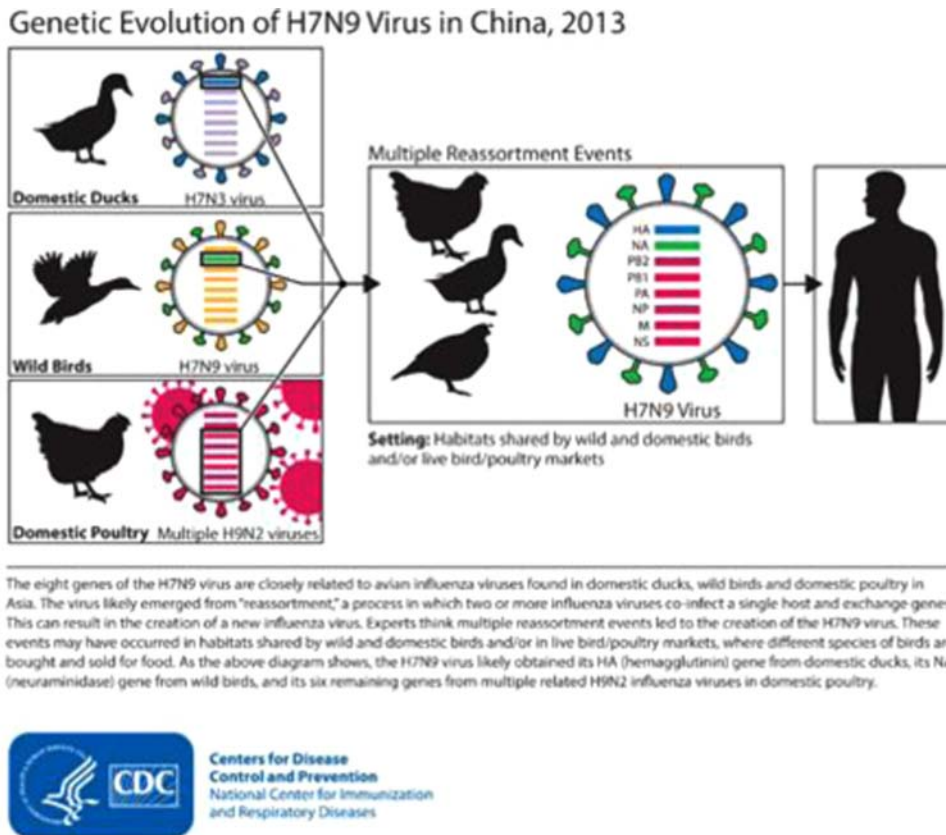 Genetic Evolution of H7N9 Virus in China, 2013
Domestic Ducks H7N3 virus
Wild Birds H7N9 virus
Domestic Poultry Multiple H9N2 viruses
Multiple Reassortment Events
HA
NA
PB2
PB1
PA
NP
M
NS
H7N9 Virus
Setting: Habitats shared by wild and domestic birds
and/or live bird/poultry markets
The eight genes of the H7N9 virus are closely related to avian influenza viruses found in domestic ducks, wild birds and domestic poultry in
Asia. The virus likely emerged from "reassortment," a process in which two or more influenza viruses co-infect a single host and exchange gene
This can result in the creation of a new influenza virus. Experts think multiple reassortment events led to the creation of the H7N9 virus. These
events may have occurred in habitats shared by wild and domestic birds and/or in live bird/poultry markets, where different species of birds a
bought and sold for food. As the above diagram shows, the H7N9 virus likely obtained its HA (hemagglutinin) gene from domestic ducks, its N
(neuraminidase) gene from wild birds, and its six remaining genes from multiple related H9N2 influenza viruses in domestic poultry.
CDC
Centers for Disease
Control and Prevention
National Center for Immunization
and Respiratory Diseases